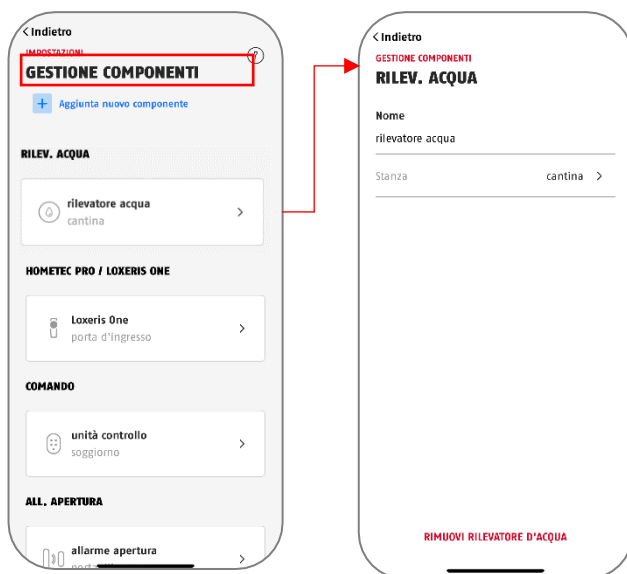 Indietro
IMPOSTAZIONI
GESTIONE COMPONENTI
+ Aggiunta nuovo componente
RILEV. ACQUA
rilevatore acqua
cantina
HOMETEC PRO / LOXERIS ONE
Loxeris One
porta d'ingresso
COMANDO
unità controllo
soggiorno
ALL. APERTURA
allarme apertura
Indietro
GESTIONE COMPONENTI
RILEV. ACQUA
Nome
rilevatore acqua
Stanza cantina
RIMUOVI RILEVATORE D'ACQUA